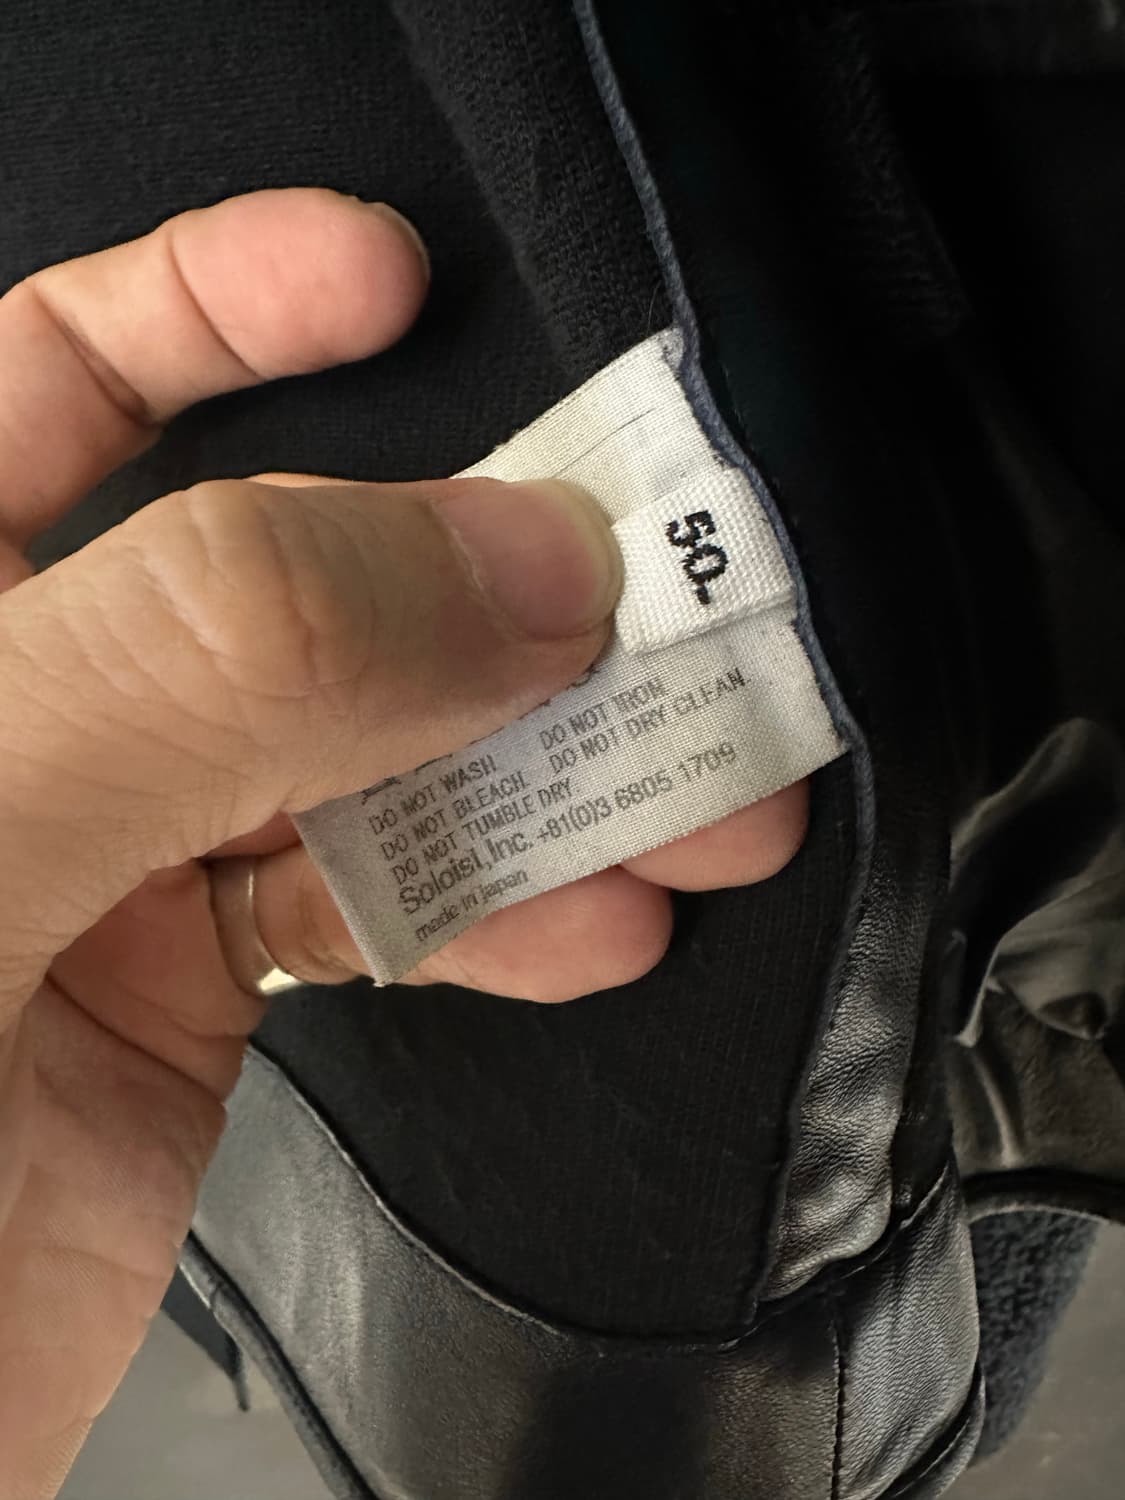 50.
DO NOT WASH DO NOT IRON
DO NOT BLEACH. DO NOT DRY CLEAN.
DO NOT TUMBLE DRY.
Soloist,Inc. +81(0)3 6805 1709
made in japan